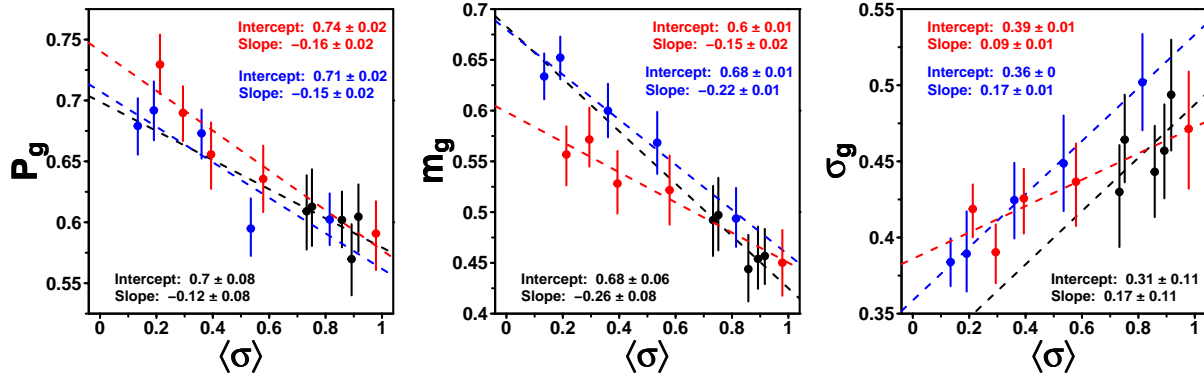 Intercept: 0.74 ± 0.02
Slope: −0.16 ± 0.02
Intercept: 0.71 ± 0.02
Slope: −0.15 ± 0.02
Intercept: 0.7 ± 0.08
Slope: −0.12 ± 0.08
0.75
0.7
0.65
0.6
0.55
P_g
0 0.2 0.4 0.6 0.8 1
⟨σ⟩
Intercept: 0.6 ± 0.01
Slope: −0.15 ± 0.02
Intercept: 0.68 ± 0.01
Slope: −0.22 ± 0.01
Intercept: 0.68 ± 0.06
Slope: −0.26 ± 0.08
0.7
0.65
0.6
0.55
0.5
0.45
0.4
m_g
0 0.2 0.4 0.6 0.8 1
⟨σ⟩
Intercept: 0.39 ± 0.01
Slope: 0.09 ± 0.01
Intercept: 0.36 ± 0
Slope: 0.17 ± 0.01
Intercept: 0.31 ± 0.11
Slope: 0.17 ± 0.11
0.55
0.5
0.45
0.4
0.35
σ_g
0 0.2 0.4 0.6 0.8 1
⟨σ⟩